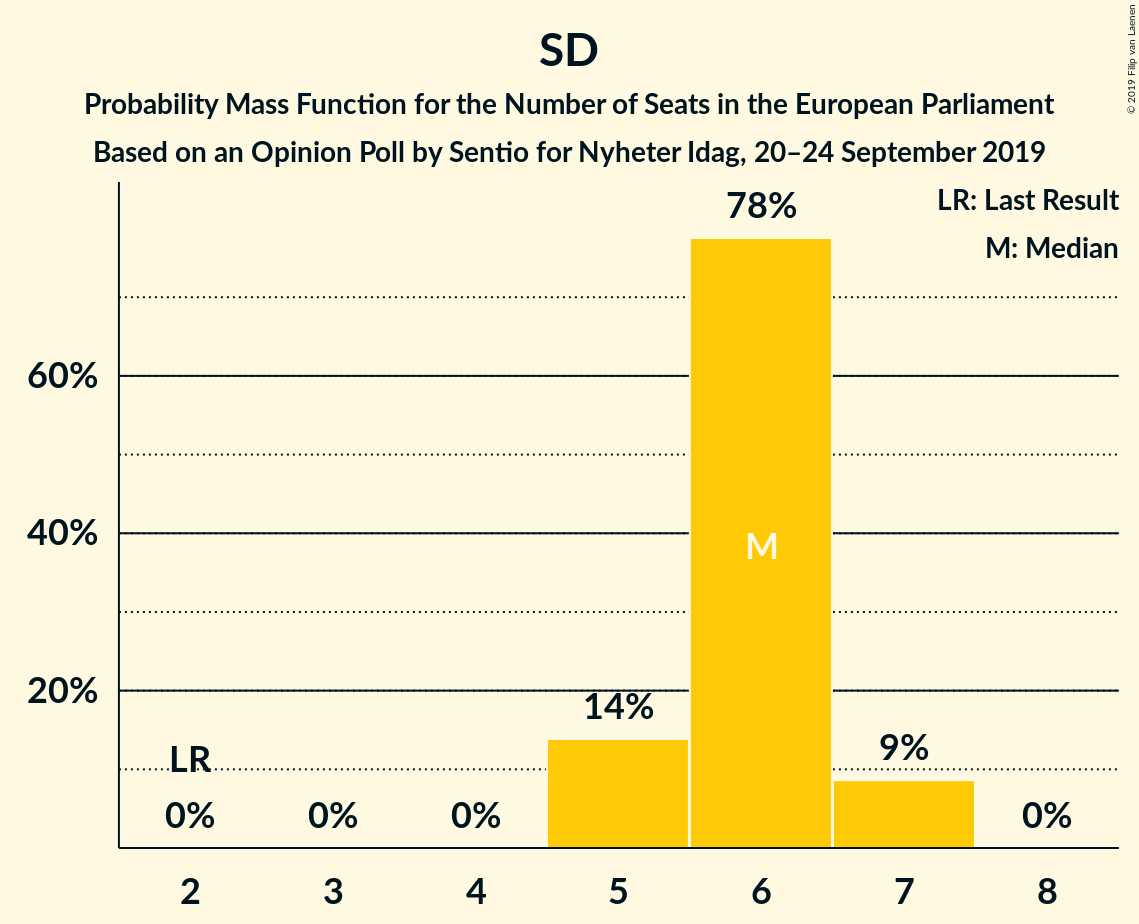 SD
Probability Mass Function for the Number of Seats in the European Parliament
Based on an Opinion Poll by Sentio for Nyheter Idag, 20–24 September 2019
© 2019 Filip van Laenen
LR: Last Result
M: Median
78%
60%
40%
M
20%
14%
9%
LR
0%
0%
0%
0%
2 3 4 5 6 7 8